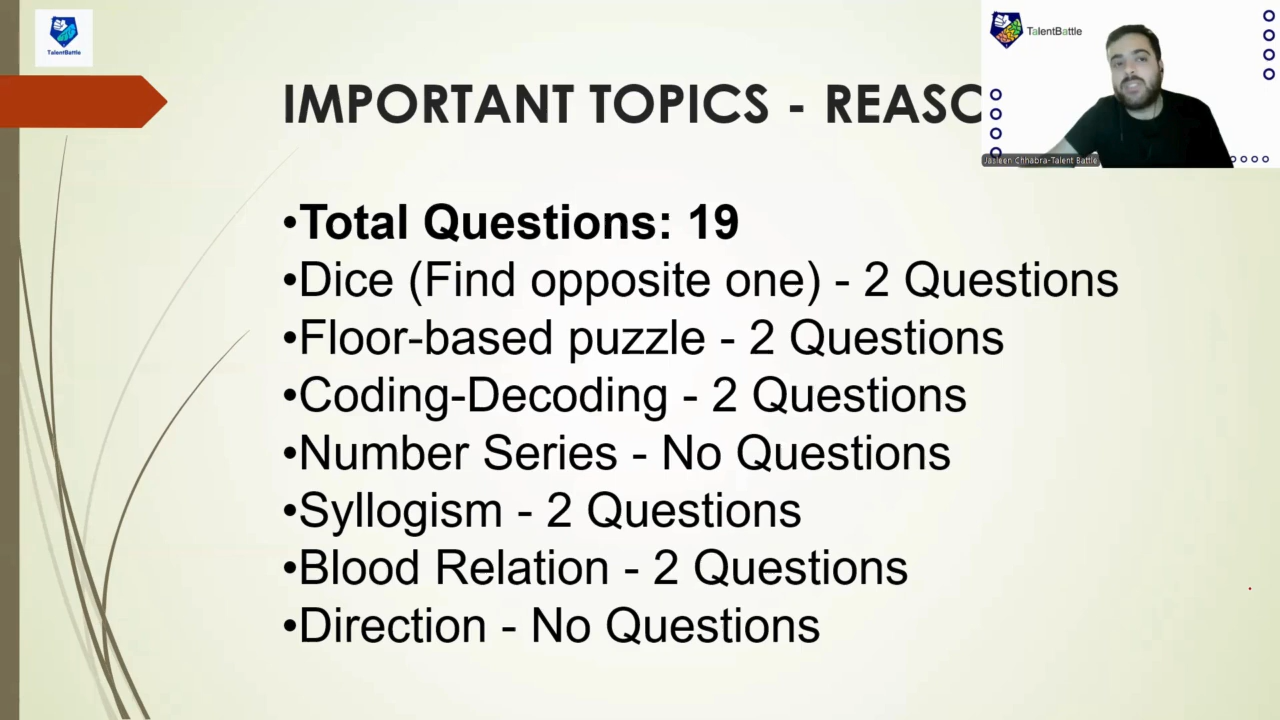 TalentBattle
TalentBattle
IMPORTANT TOPICS - REASO
Jasleen Chhabra-Talent Battle
•Total Questions: 19
•Dice (Find opposite one) - 2 Questions
•Floor-based puzzle - 2 Questions
•Coding-Decoding - 2 Questions
•Number Series - No Questions
•Syllogism - 2 Questions
•Blood Relation - 2 Questions
•Direction - No Questions